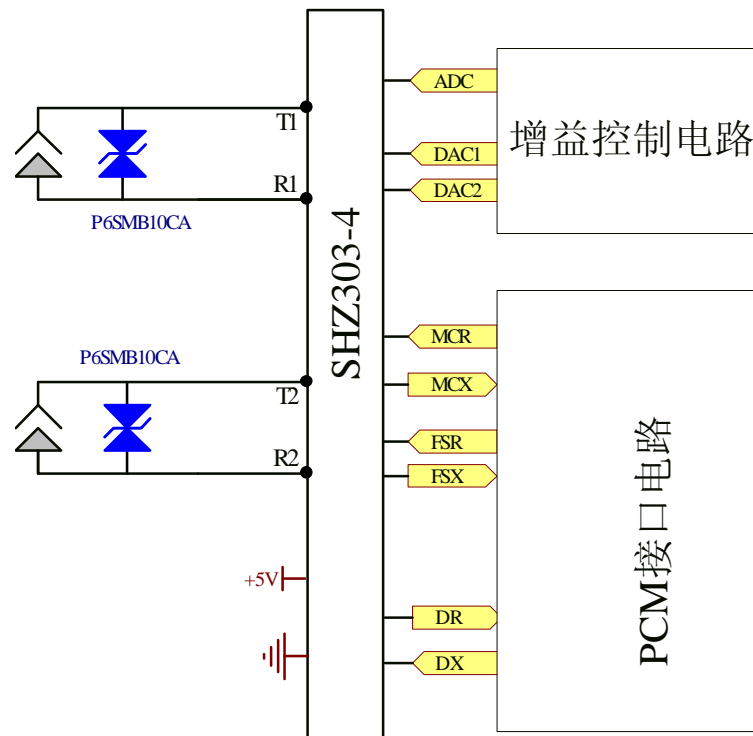 T1
R1
P6SMB10CA
P6SMB10CA
T2
R2
+5V
SHZ303-4
ADC
DAC1
DAC2
增益控制电路
MCR
MCX
FSR
FSX
DR
DX
PCM接口电路